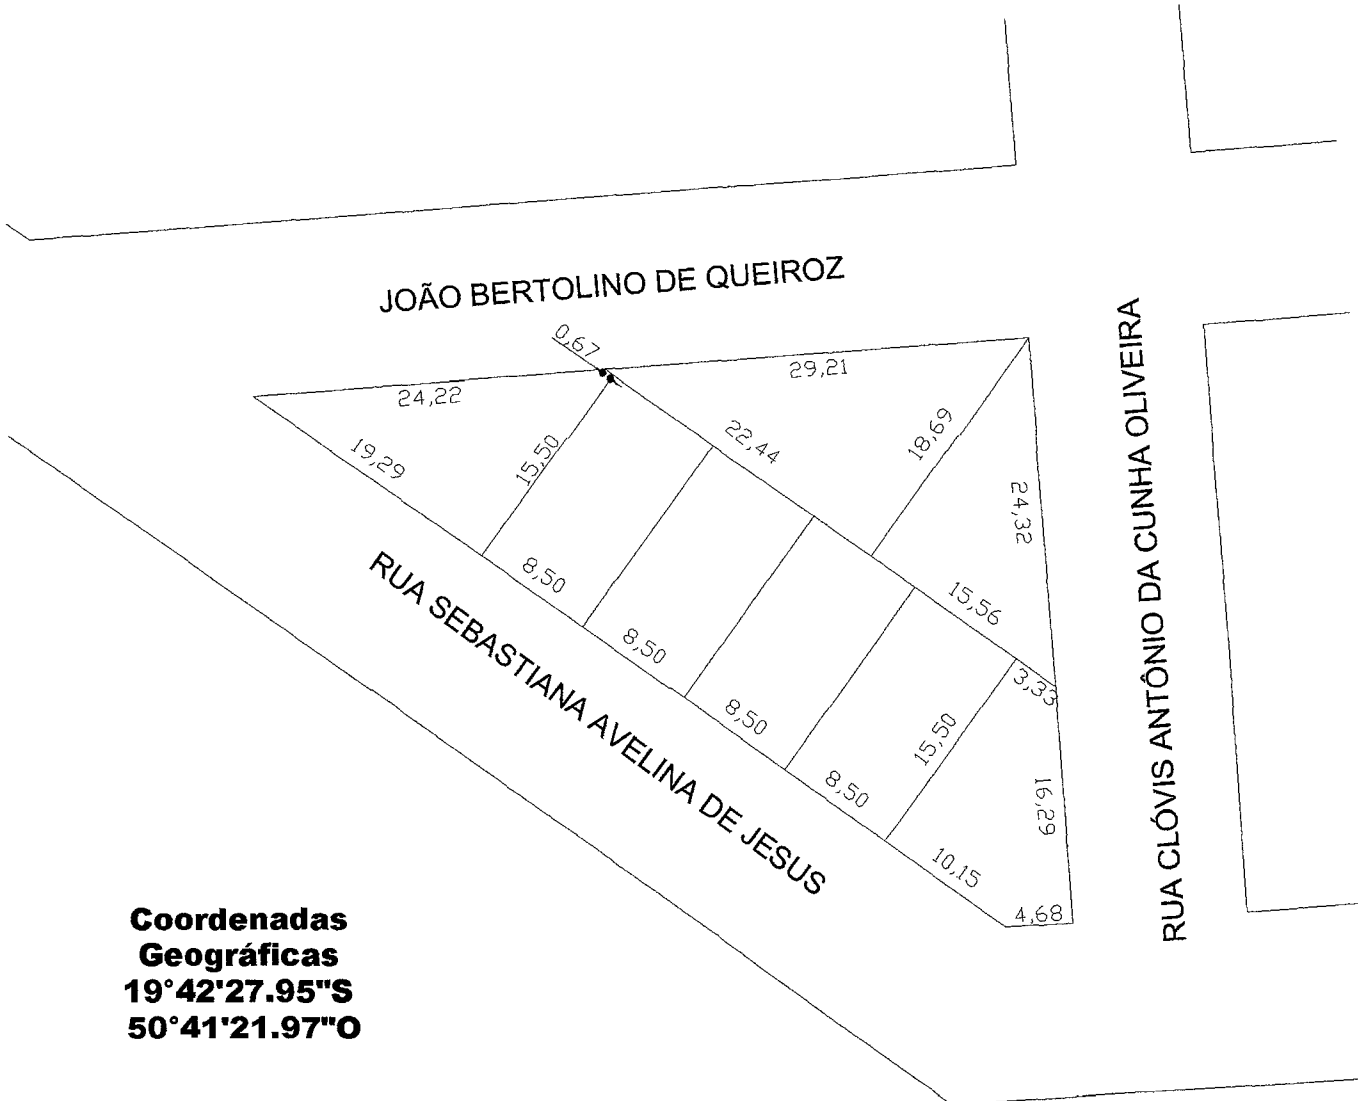 JOÃO BERTOLINO DE QUEIROZ
0,67
29,21
24,22
22,44
18,69
19,29
15,50
24,32
8,50
15,56
8,50
3,33
8,50
15,50
8,50
16,29
10,15
4,68
RUA SEBASTIANA AVELINA DE JESUS
RUA CLÓVIS ANTÔNIO DA CUNHA OLIVEIRA
Coordenadas
Geográficas
19°42'27.95"S
50°41'21.97"O